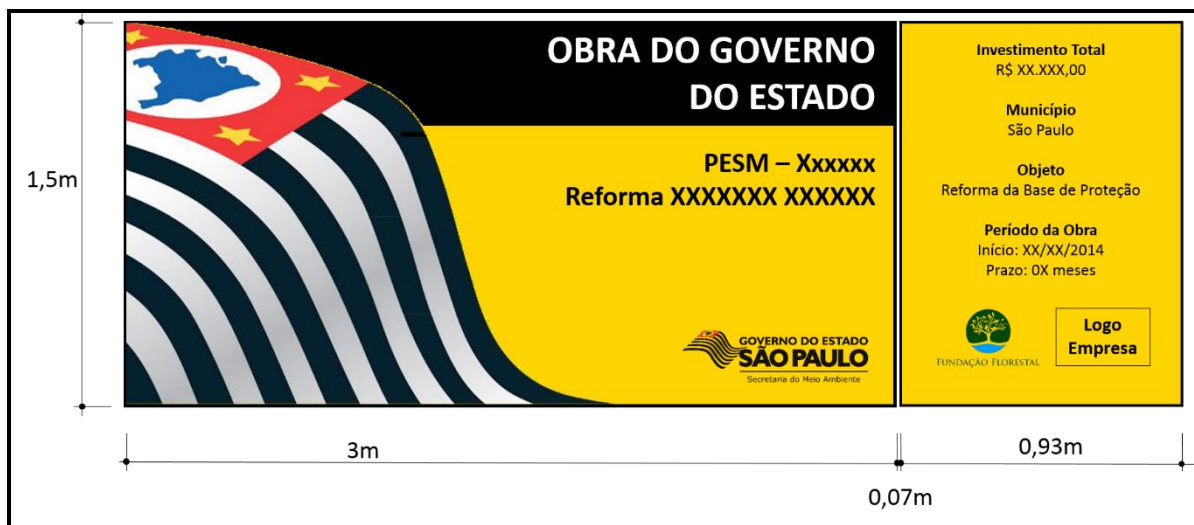 OBRA DO GOVERNO
DO ESTADO
PESM – Xxxxxx
Reforma XXXXXXX XXXXXX
GOVERNO DO ESTADO
SÃO PAULO
Secretaria do Meio Ambiente
Investimento Total
R$ XX.XXX,00
Município
São Paulo
Objeto
Reforma da Base de Proteção
Período da Obra
Início: XX/XX/2014
Prazo: 0X meses
FUNDAÇÃO FLORESTAL
Logo
Empresa
1,5m
3m
0,93m
0,07m